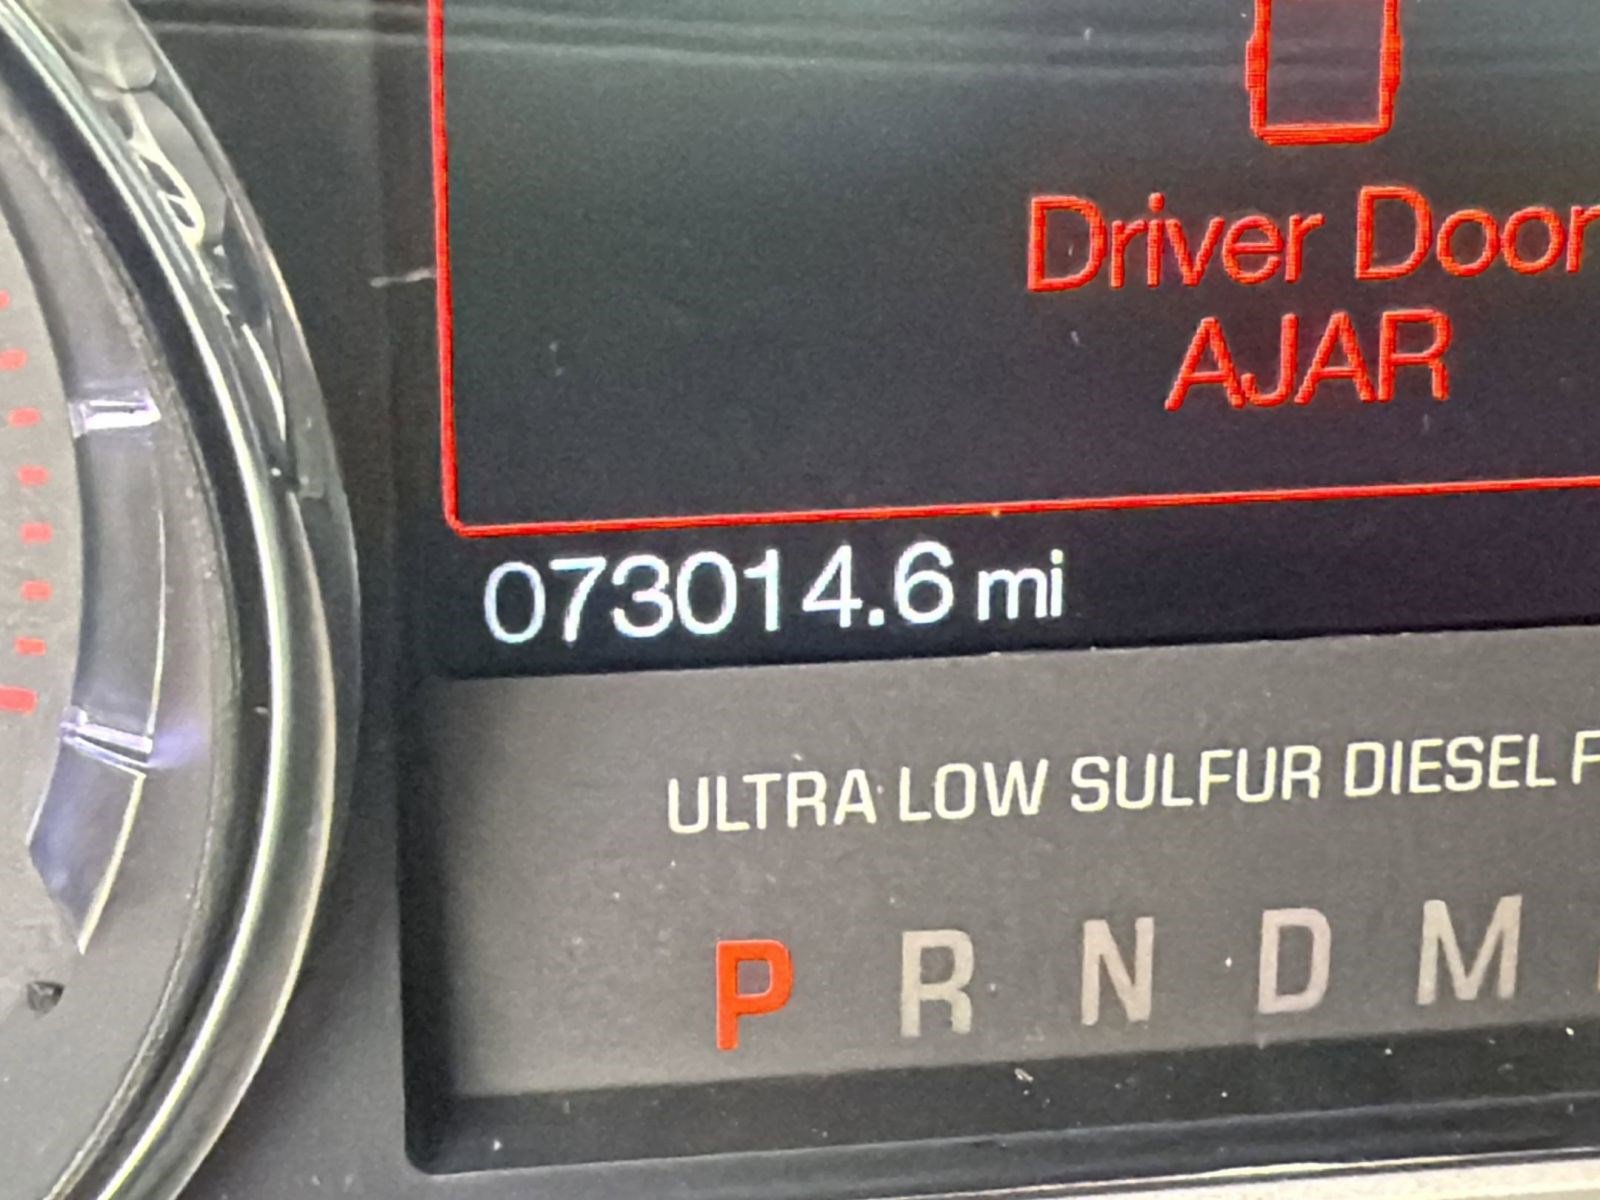 Driver Door
AJAR
073014.6 mi
ULTRA LOW SULFUR DIESEL
P R N D M